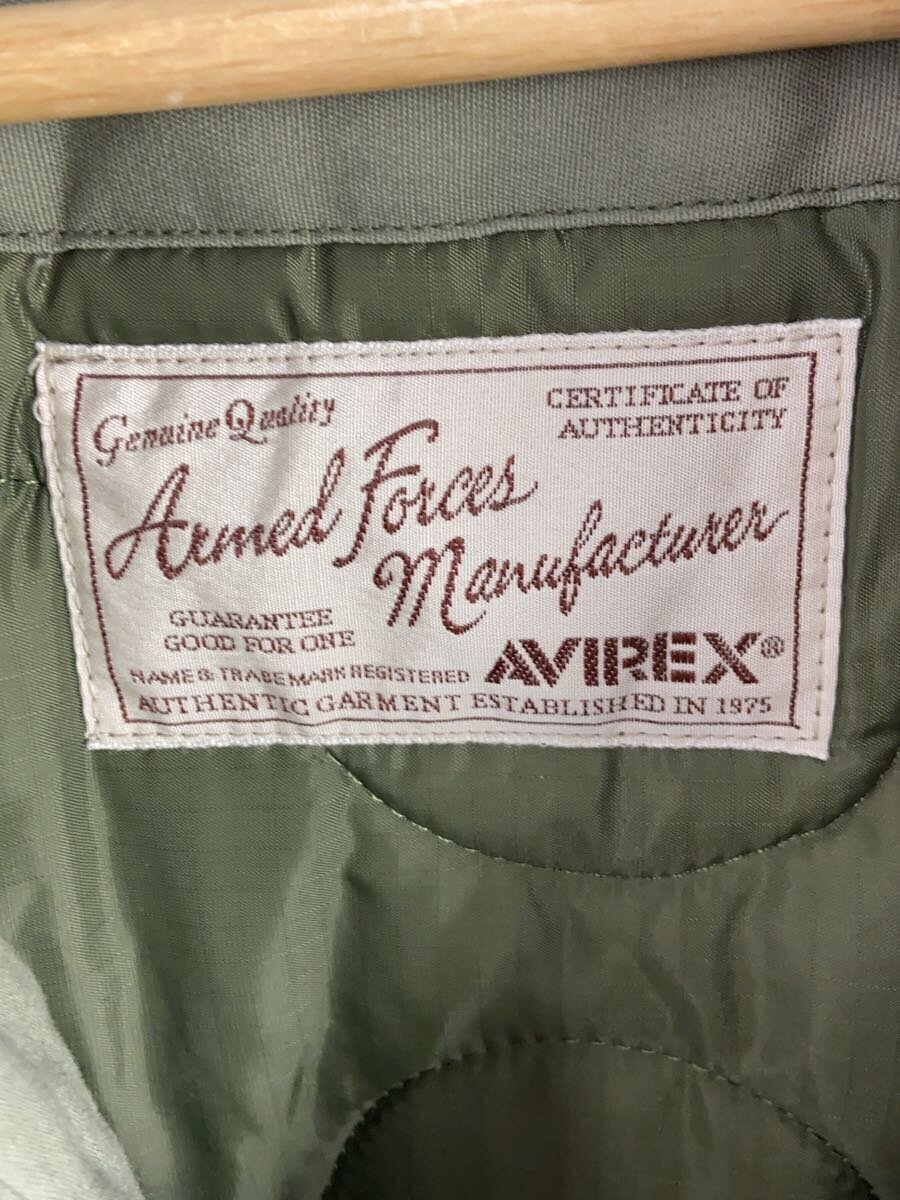 Genuine Quality
CERTIFICATE OF
AUTHENTICITY
Armed Forces
Manufacturer
GUARANTEE
GOOD FOR ONE
NAME & TRADE MARK REGISTERED
AVIREX®
AUTHENTIC GARMENT ESTABLISHED IN 1975